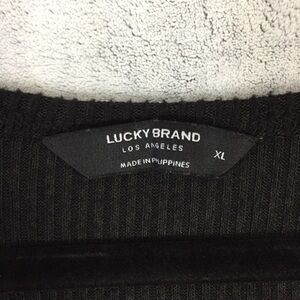 LUCKY BRAND
LOS ANGELES
XL
MADE IN PHILIPPINES